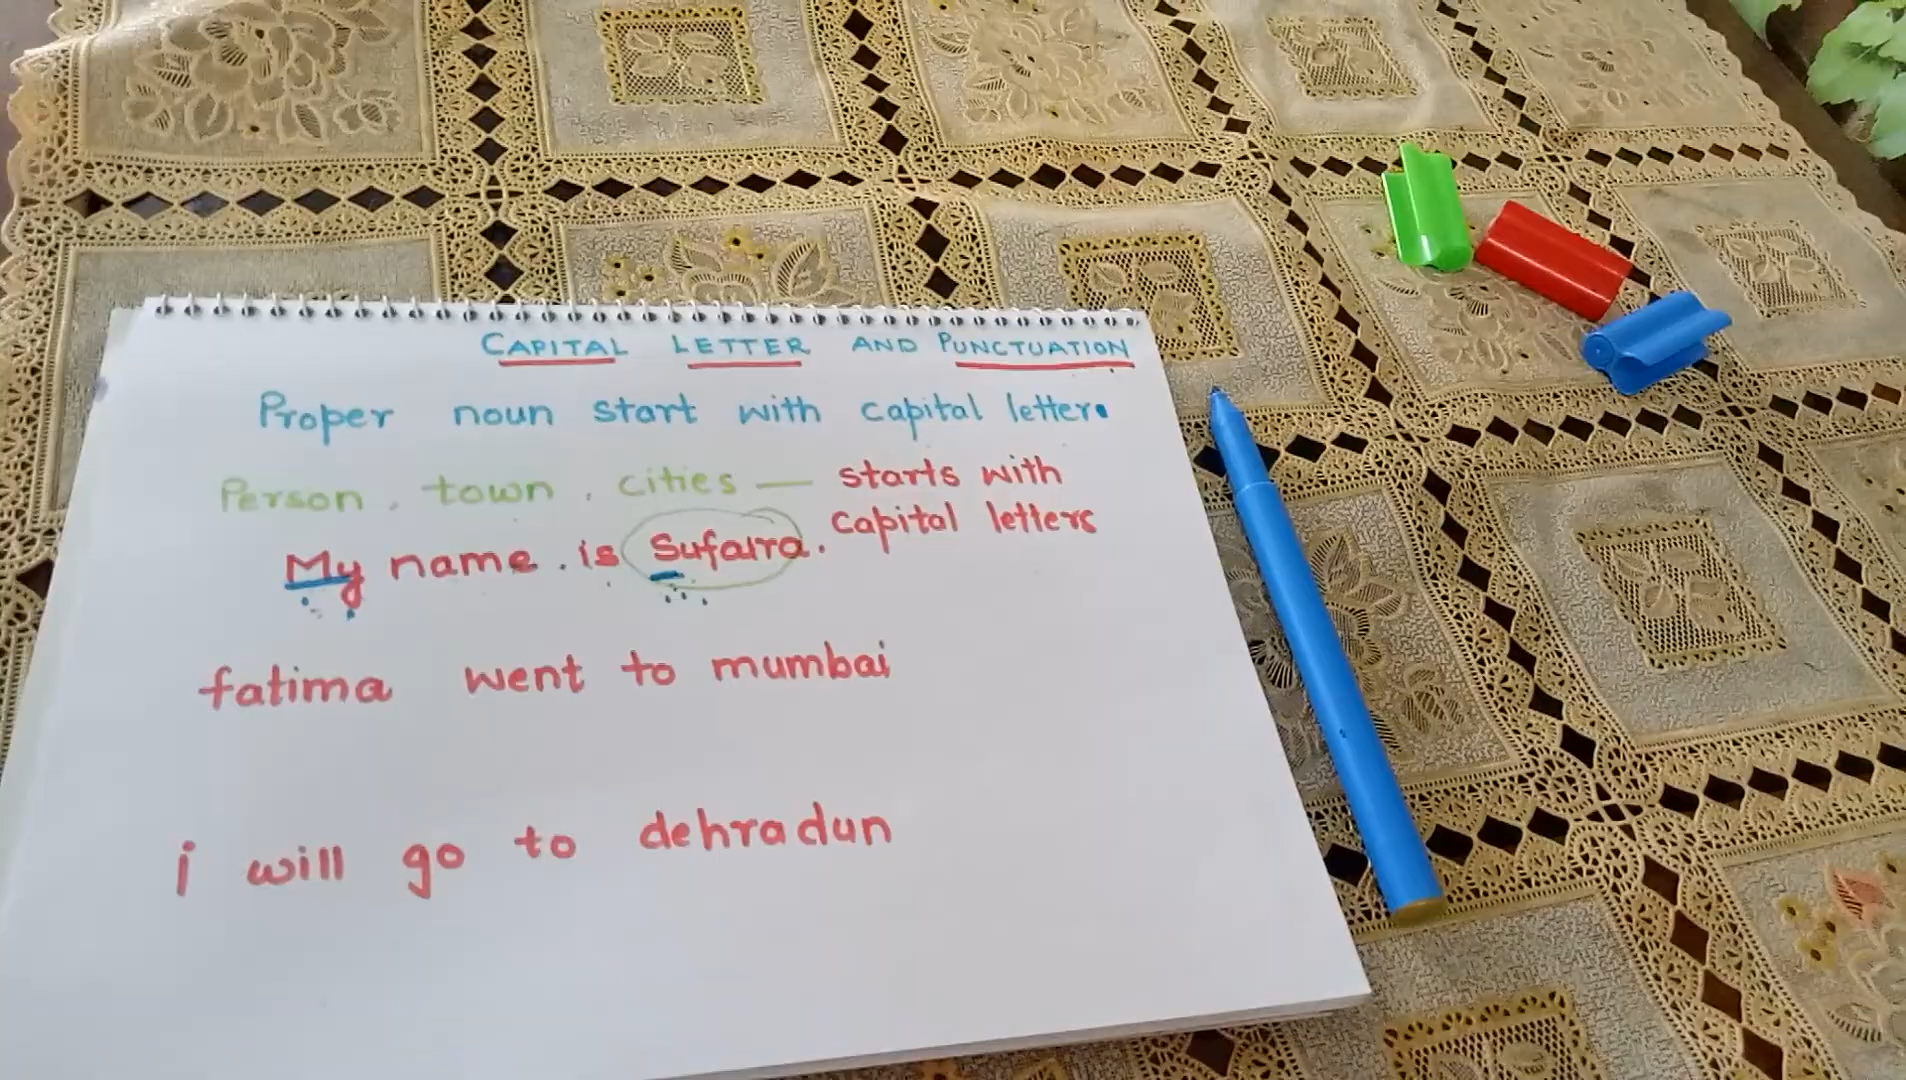 CAPITAL LETTER AND PUNCTUATION
Proper noun start with capital letter.
Person, town, cities — starts with
capital letters
My name is Sufaira.
fatima went to mumbai
i will go to dehradun